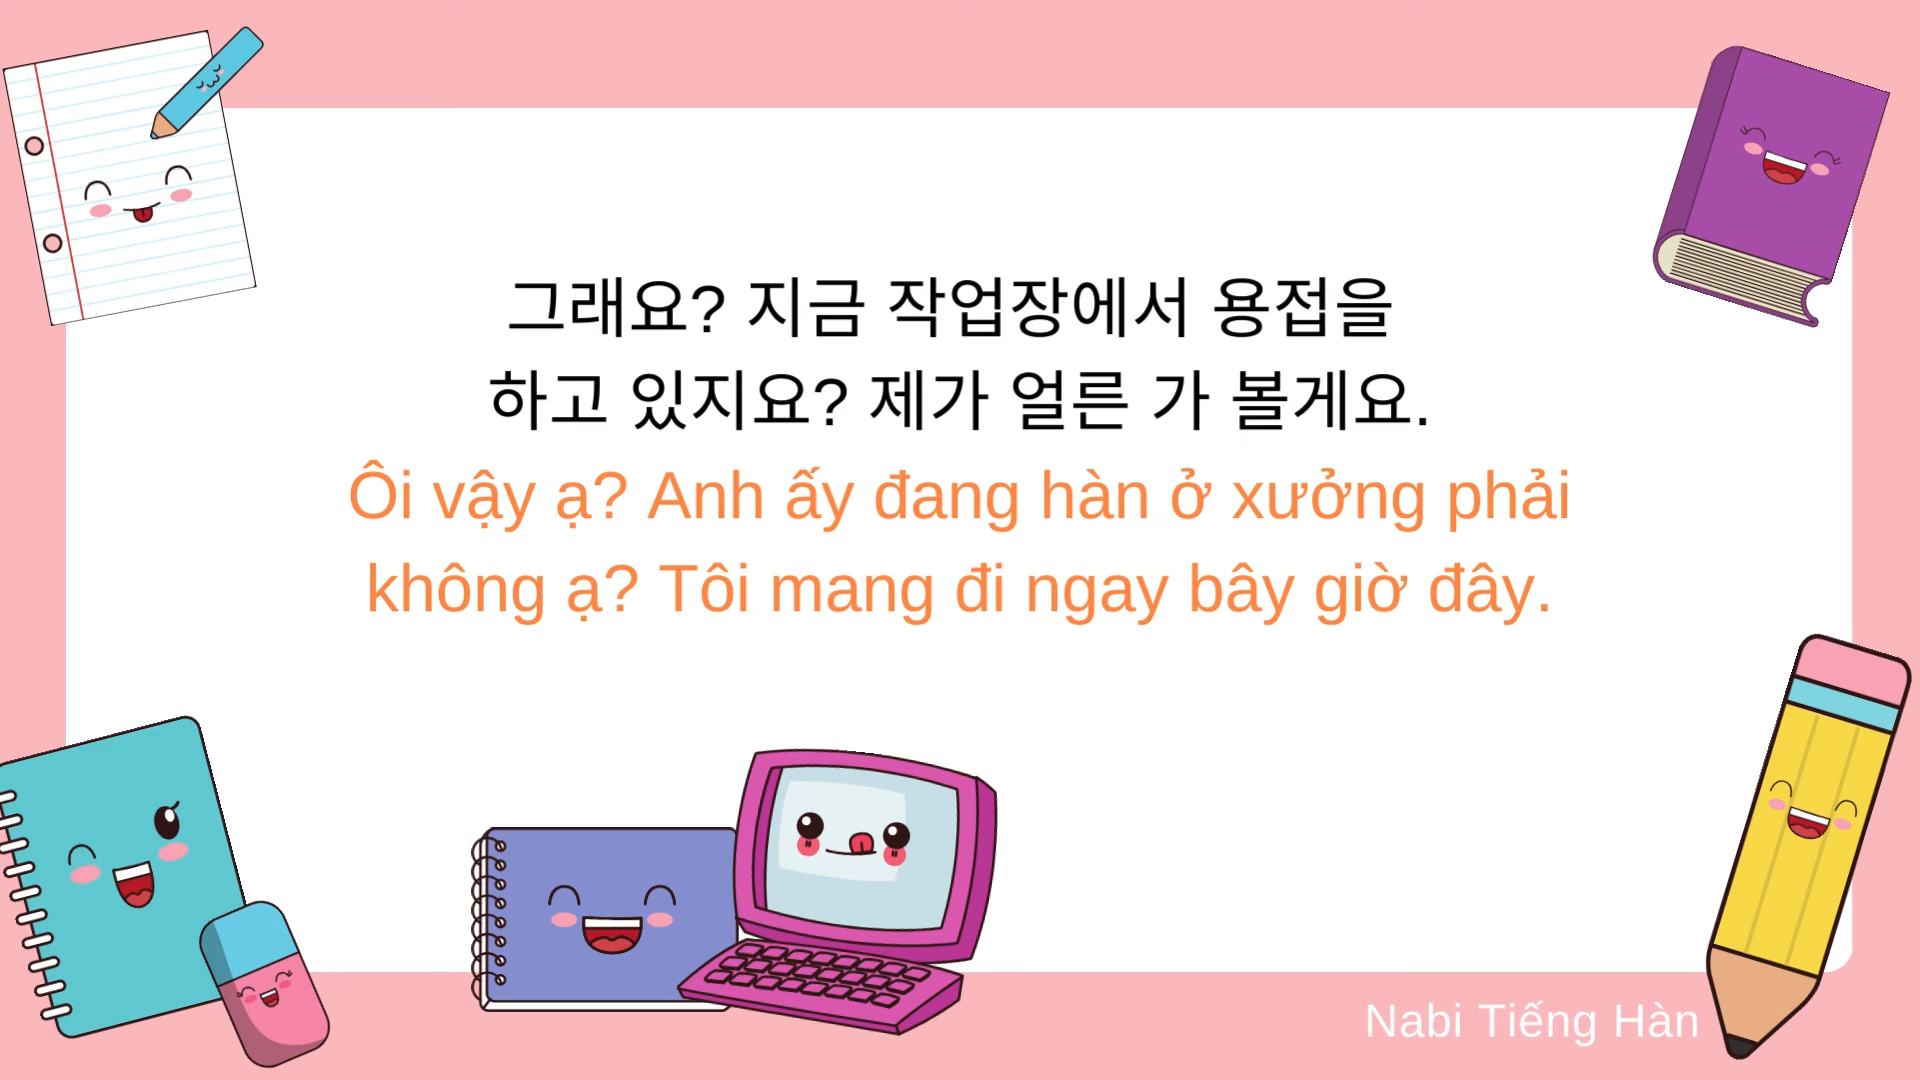 그래요? 지금 작업장에서 용접을
하고 있지요? 제가 얼른 가 볼게요.
Ôi vậy ạ? Anh ấy đang hàn ở xưởng phải
không ạ? Tôi mang đi ngay bây giờ đây.
Nabi Tiếng Hàn